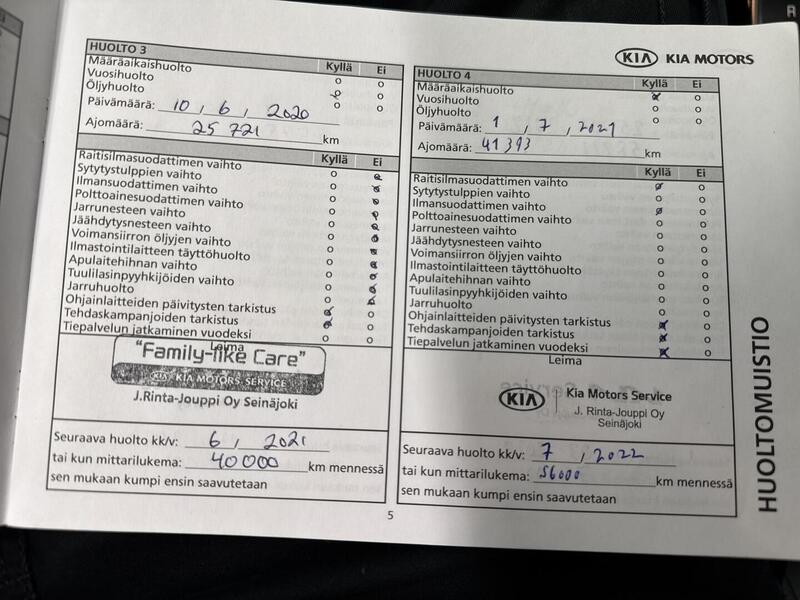 HUOLTO 3
Kyllä Ei
Määräaikaishuolto o o
Vuosihuolto o o
Öljyhuolto o o
Päivämäärä: 10, 6, 2020
Ajomäärä: 25 721 km
Kyllä Ei
Raitisilmasuodattimen vaihto
Sytytystulppien vaihto
Ilmansuodattimen vaihto
Polttoainesuodattimen vaihto
Jarrunesteen vaihto
Jäähdytysnesteen vaihto
Voimansiirron öljyjen vaihto
Ilmastointilaitteen täyttöhuolto
Apulaitehihnan vaihto
Tuulilasinpyyhkijöiden vaihto
Jarruhuolto
Ohjainlaitteiden päivitysten tarkistus
Tehdaskampanjoiden tarkistus
Tiepalvelun jatkaminen vuodeksi
Leima
"Family-like Care"
KIA KIA MOTORS SERVICE
J.Rinta-Jouppi Oy Seinäjoki
Seuraava huolto kk/v: 6, 2021
tai kun mittarilukema: 40000 km mennessä
sen mukaan kumpi ensin saavutetaan
5
KIA KIA MOTORS
HUOLTO 4
Kyllä Ei
Määräaikaishuolto
Vuosihuolto
Öljyhuolto
Päivämäärä: 1, 7, 2021
Ajomäärä: 41393 km
Kyllä Ei
Raitisilmasuodattimen vaihto
Sytytystulppien vaihto
Ilmansuodattimen vaihto
Polttoainesuodattimen vaihto
Jarrunesteen vaihto
Jäähdytysnesteen vaihto
Voimansiirron öljyjen vaihto
Ilmastointilaitteen täyttöhuolto
Apulaitehihnan vaihto
Tuulilasinpyyhkijöiden vaihto
Jarruhuolto
Ohjainlaitteiden päivitysten tarkistus
Tehdaskampanjoiden tarkistus
Tiepalvelun jatkaminen vuodeksi
Leima
KIA Kia Motors Service
J. Rinta-Jouppi Oy
Seinäjoki
Seuraava huolto kk/v: 7, 2022
tai kun mittarilukema: 56000 km mennessä
sen mukaan kumpi ensin saavutetaan
HUOLTOMUISTIO